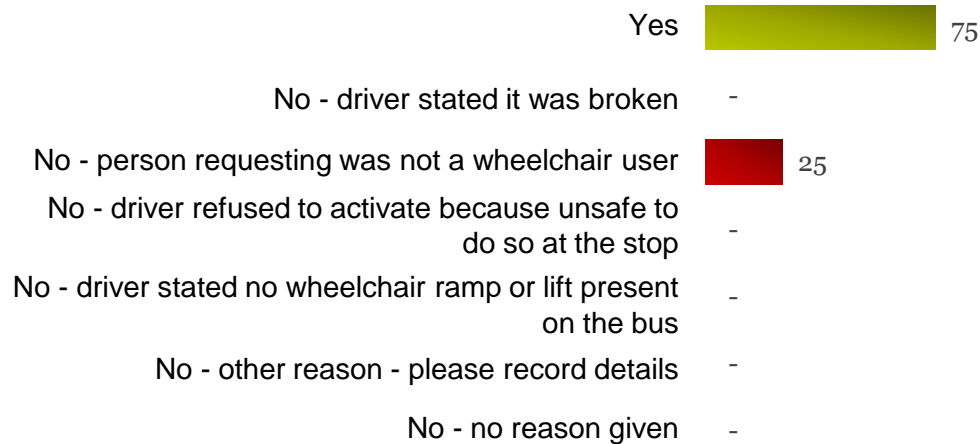 Yes 75
No - driver stated it was broken -
No - person requesting was not a wheelchair user 25
No - driver refused to activate because unsafe to
do so at the stop -
No - driver stated no wheelchair ramp or lift present
on the bus -
No - other reason - please record details -
No - no reason given -